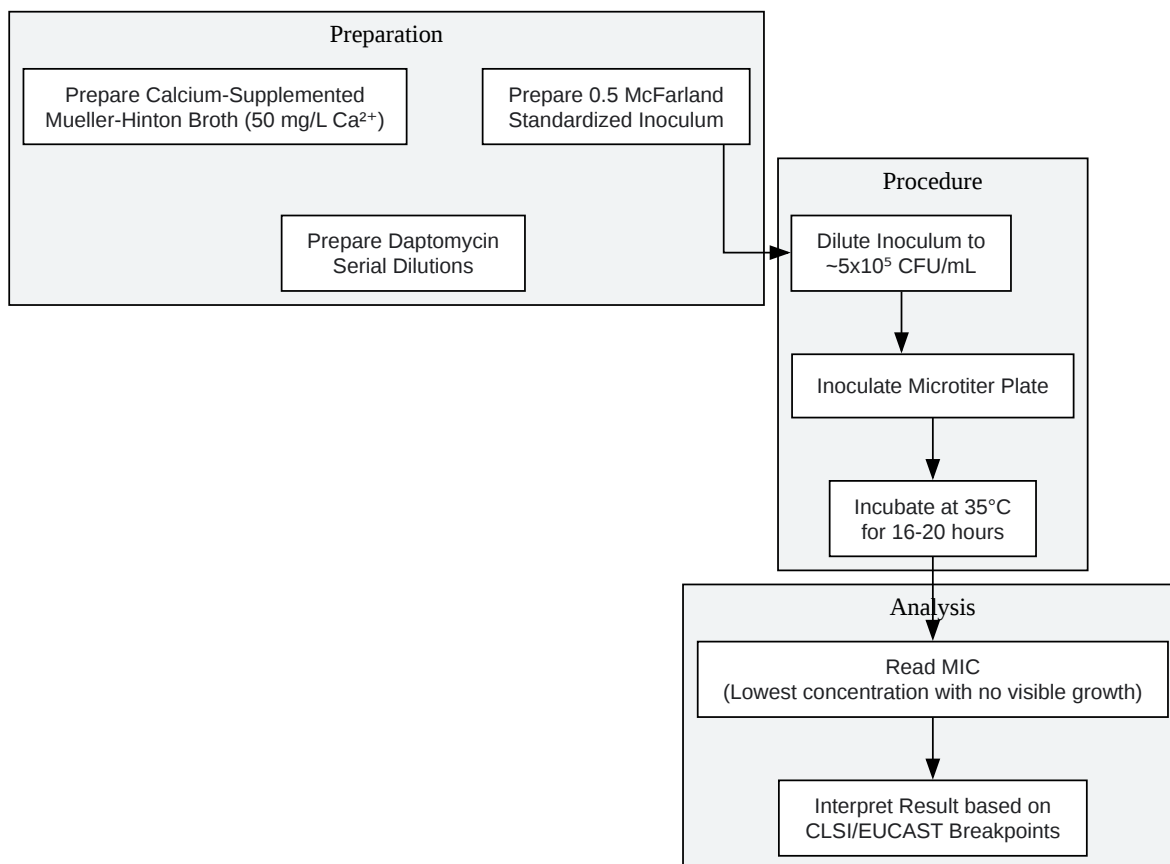 Preparation
Prepare Calcium-Supplemented
Mueller-Hinton Broth (50 mg/L Ca²⁺)
Prepare 0.5 McFarland
Standardized Inoculum
Prepare Daptomycin
Serial Dilutions
Procedure
Dilute Inoculum to
~5x10⁵ CFU/mL
Inoculate Microtiter Plate
Incubate at 35°C
for 16-20 hours
Analysis
Read MIC
(Lowest concentration with no visible growth)
Interpret Result based on
CLSI/EUCAST Breakpoints